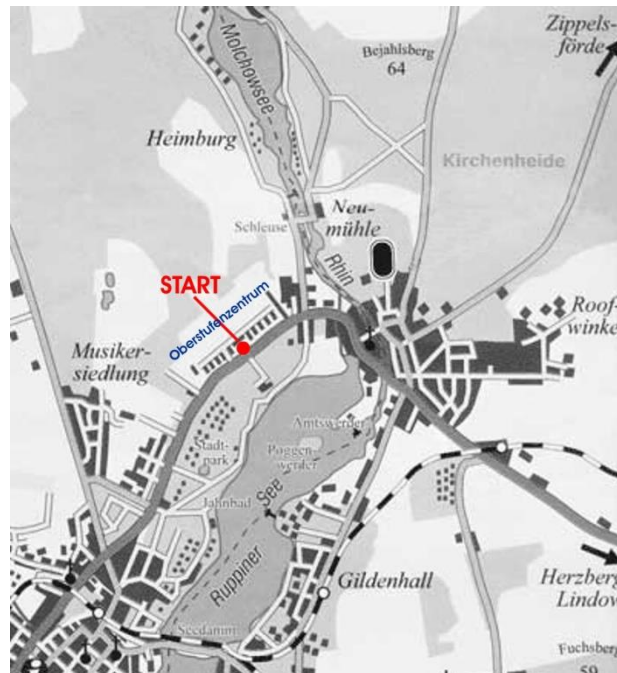 Zippels-
förde
Bejahlsberg
64
Molchowsee
Heimburg
Kirchenheide
Neu-
mühle
Schleuse
Rhin
START
Oberstufenzentrum
Roof-
winkel
Musiker-
siedlung
Amtswerder
Stadt-
park
Poggen-
werder
Jahnbad
Ruppiner See
Gildenhall
Herzberg
Lindow
Seedamm
Fuchsberg
59